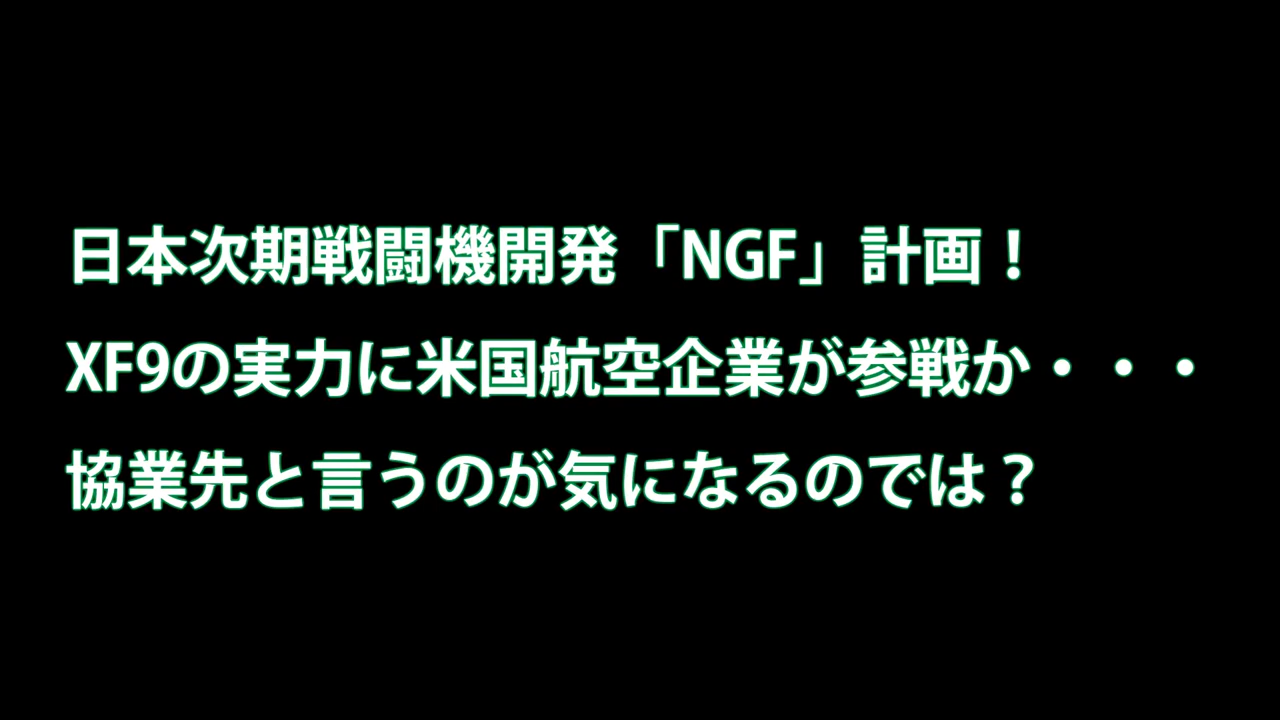 日本次期戦闘機開発「NGF」計画！
XF9の実力に米国航空企業が参戦か・・・
協業先と言うのが気になるのでは？